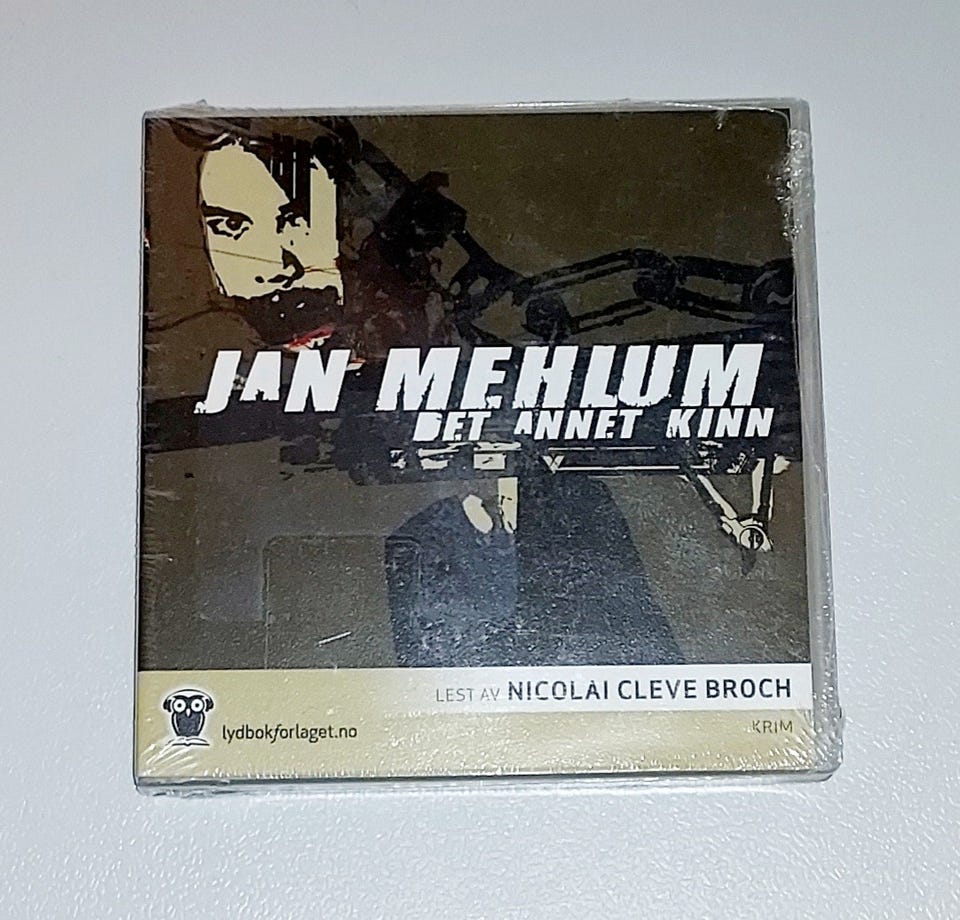 JAN MEHLUM
DET ANNET KINN
LEST AV NICOLAI CLEVE BROCH
lydbokforlaget.no
KRIM